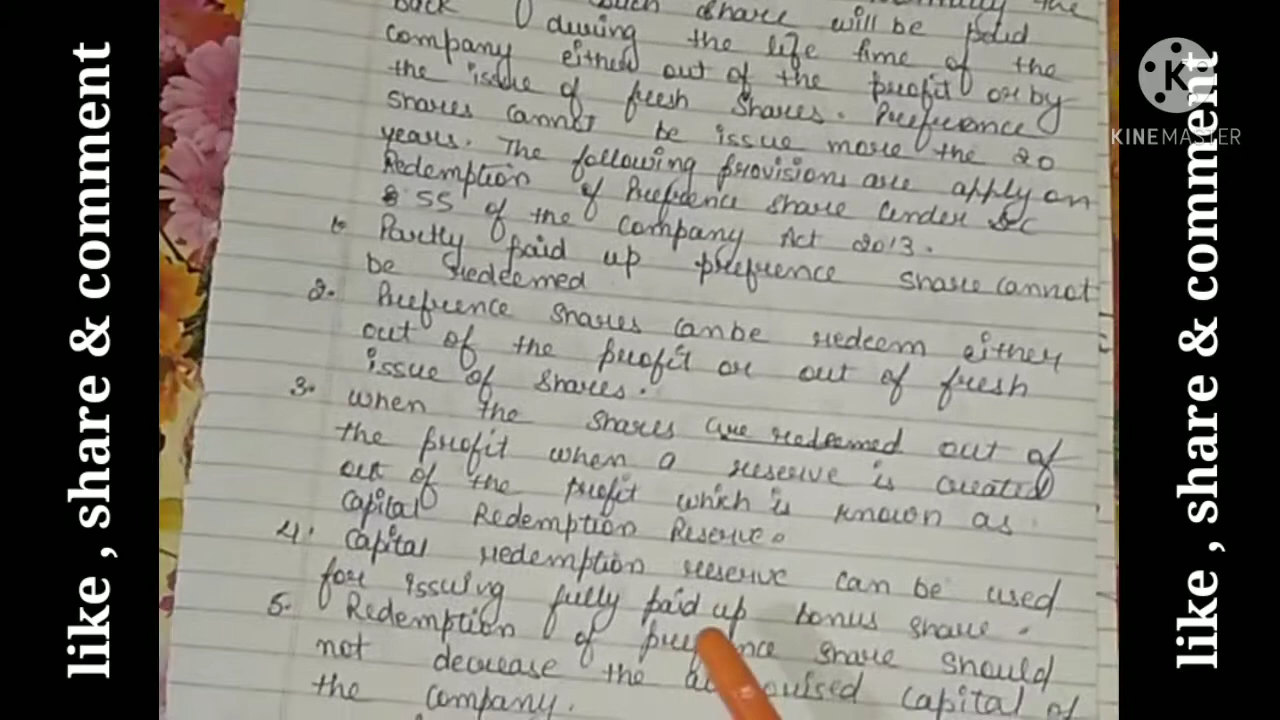 back such share will be paid
during the life time of the
company either out of the profit or by
the issue of fresh shares. Preference
shares cannot be issue more the 20
years. The following provisions are apply on
Redemption of Prefrence share under Sec
55 of the company Act 2013.
1. Partly paid up prefrence share cannot
be redeemed
2. Prefrence shares can be redeem either
out of the profit or out of fresh
issue of shares.
3. when the shares are redeemed out of
the profit when a reserve is created
out of the profit which is known as
capital Redemption Reserve.
4. Capital redemption reserve can be used
for issuing fully paid up bonus share.
5. Redemption of share should
not decrease the capital of
the company.
like , share & comment
like , share & comment
K
KINEMASTER